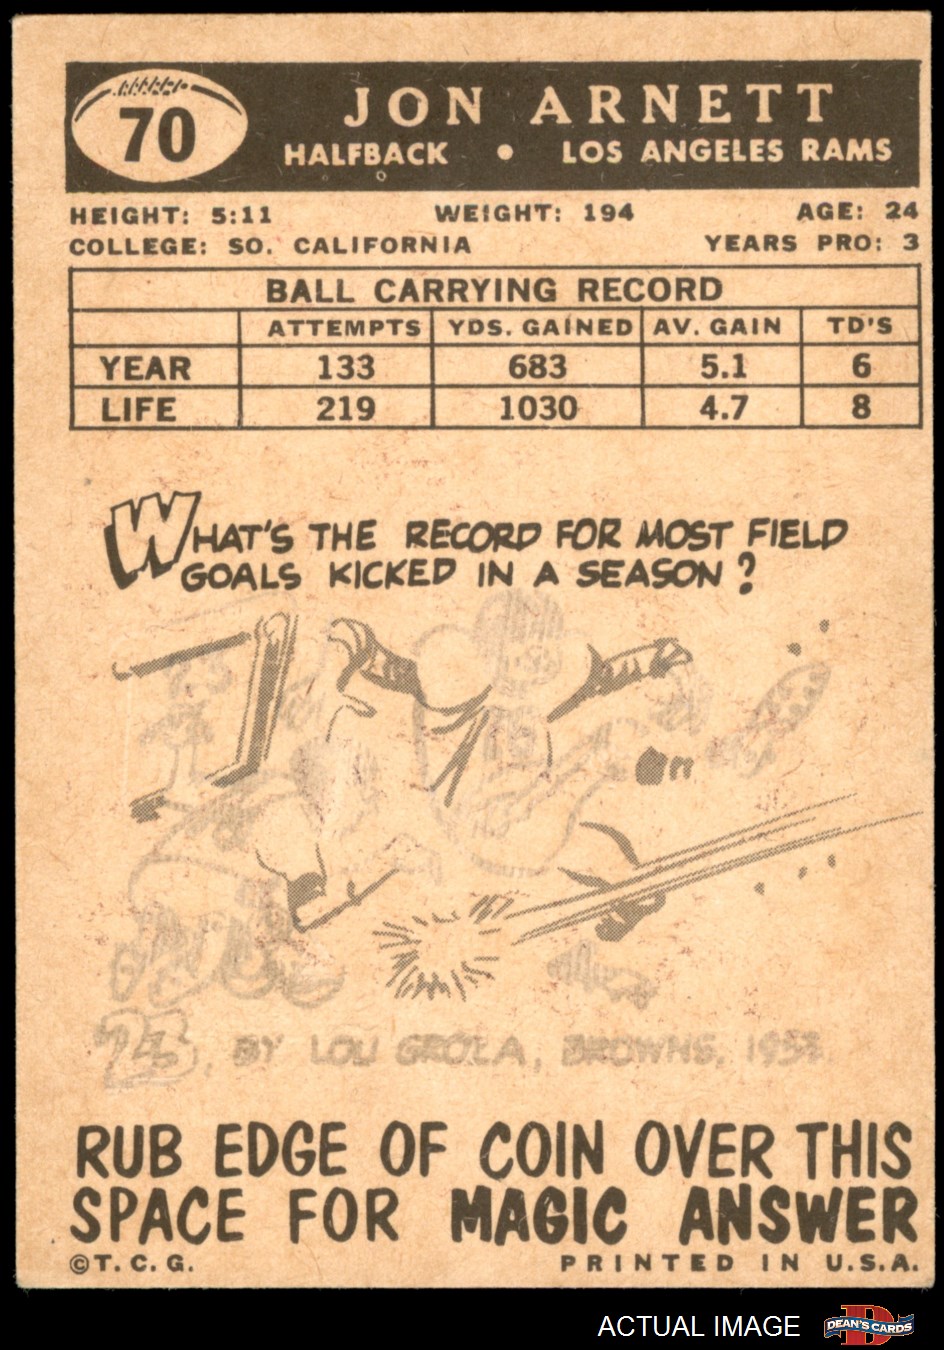 70
JON ARNETT
HALFBACK • LOS ANGELES RAMS
HEIGHT: 5:11 WEIGHT: 194 AGE: 24
COLLEGE: SO. CALIFORNIA YEARS PRO: 3
BALL CARRYING RECORD
ATTEMPTS YDS. GAINED AV. GAIN TD'S
YEAR 133 683 5.1 6
LIFE 219 1030 4.7 8
WHAT'S THE RECORD FOR MOST FIELD
GOALS KICKED IN A SEASON?
23, BY LOU GROZA, BROWNS, 195
RUB EDGE OF COIN OVER THIS
SPACE FOR MAGIC ANSWER
©T. C. G. PRINTED IN U.S.A.
ACTUAL IMAGE
D
DEAN'S CARDS